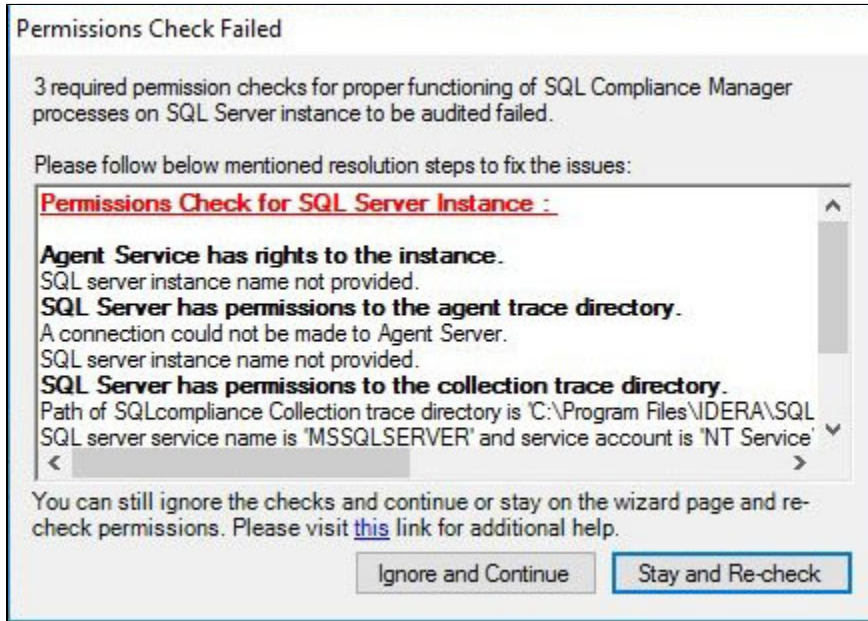 Permissions Check Failed
3 required permission checks for proper functioning of SQL Compliance Manager
processes on SQL Server instance to be audited failed.
Please follow below mentioned resolution steps to fix the issues:
Permissions Check for SQL Server Instance :
Agent Service has rights to the instance.
SQL server instance name not provided.
SQL Server has permissions to the agent trace directory.
A connection could not be made to Agent Server.
SQL server instance name not provided.
SQL Server has permissions to the collection trace directory.
Path of SQLcompliance Collection trace directory is 'C:\Program Files\IDERA\SQL
SQL server service name is "MSSQLSERVER" and service account is "NT Service'
You can still ignore the checks and continue or stay on the wizard page and re-
check permissions. Please visit this link for additional help.
Ignore and Continue
Stay and Re-check